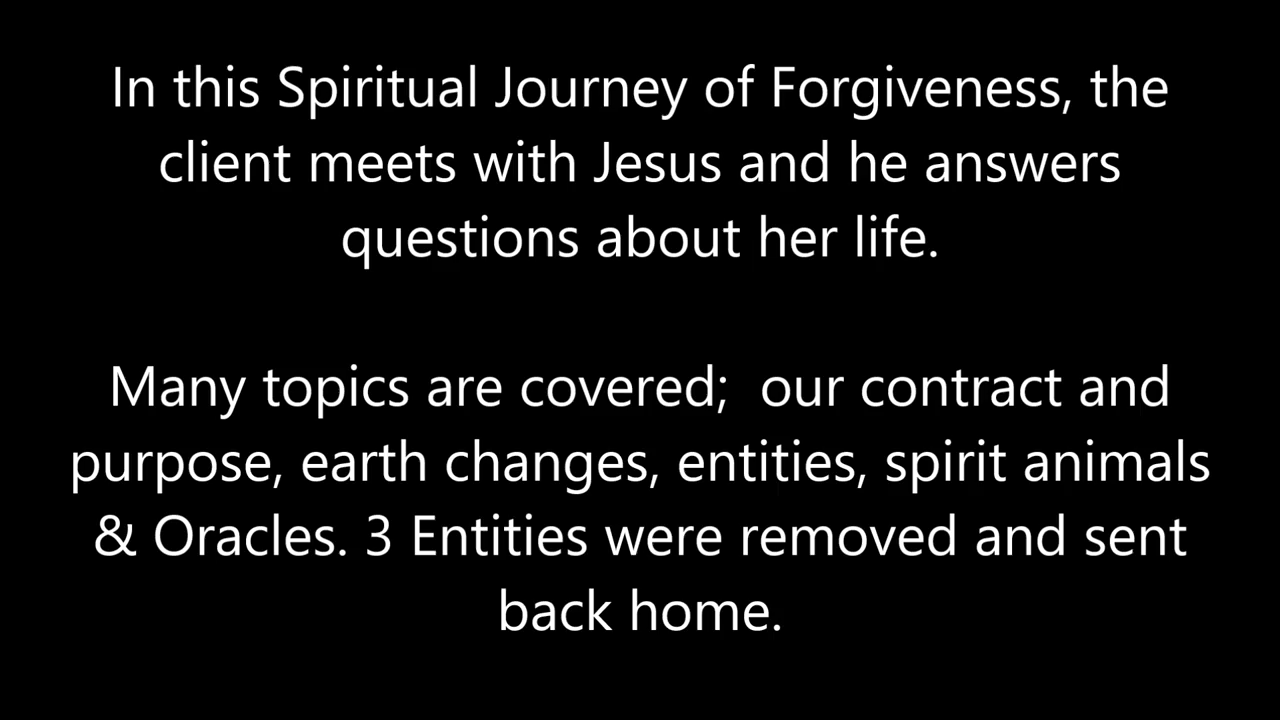 In this Spiritual Journey of Forgiveness, the
client meets with Jesus and he answers
questions about her life.
Many topics are covered;  our contract and
purpose, earth changes, entities, spirit animals
& Oracles. 3 Entities were removed and sent
back home.